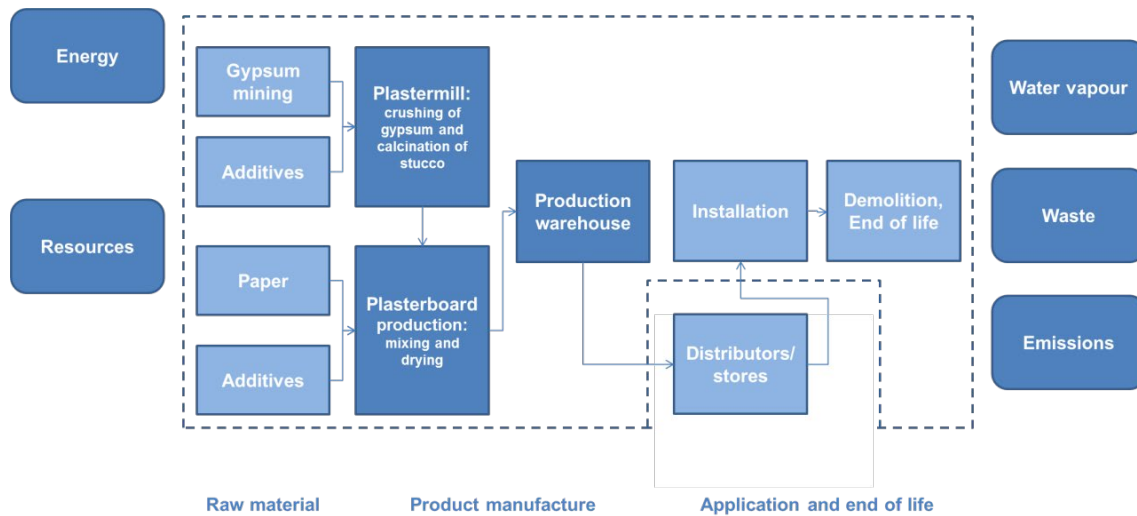 Energy
Resources
Gypsum
mining
Additives
Paper
Additives
Plastermill:
crushing of
gypsum and
calcination of
stucco
Plasterboard
production:
mixing and
drying
Production
warehouse
Installation
Demolition,
End of life
Distributors/
stores
Water vapour
Waste
Emissions
Raw material
Product manufacture
Application and end of life